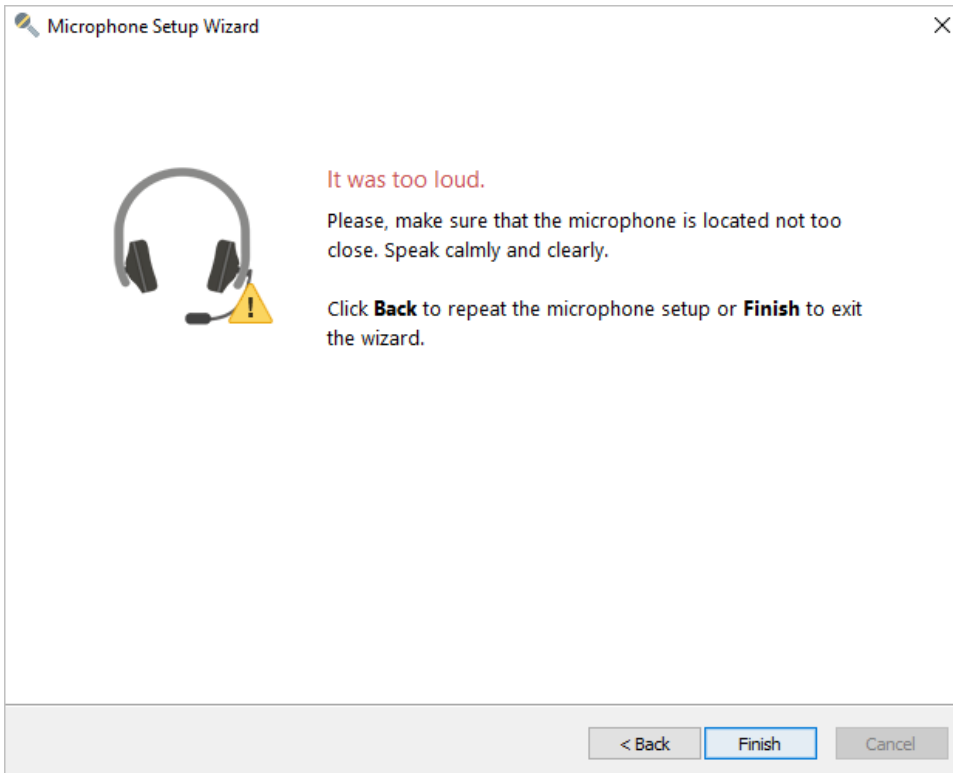 Microphone Setup Wizard
It was too loud.
Please, make sure that the microphone is located not too
close. Speak calmly and clearly.
Click Back to repeat the microphone setup or Finish to exit
the wizard.
< Back
Finish
Cancel